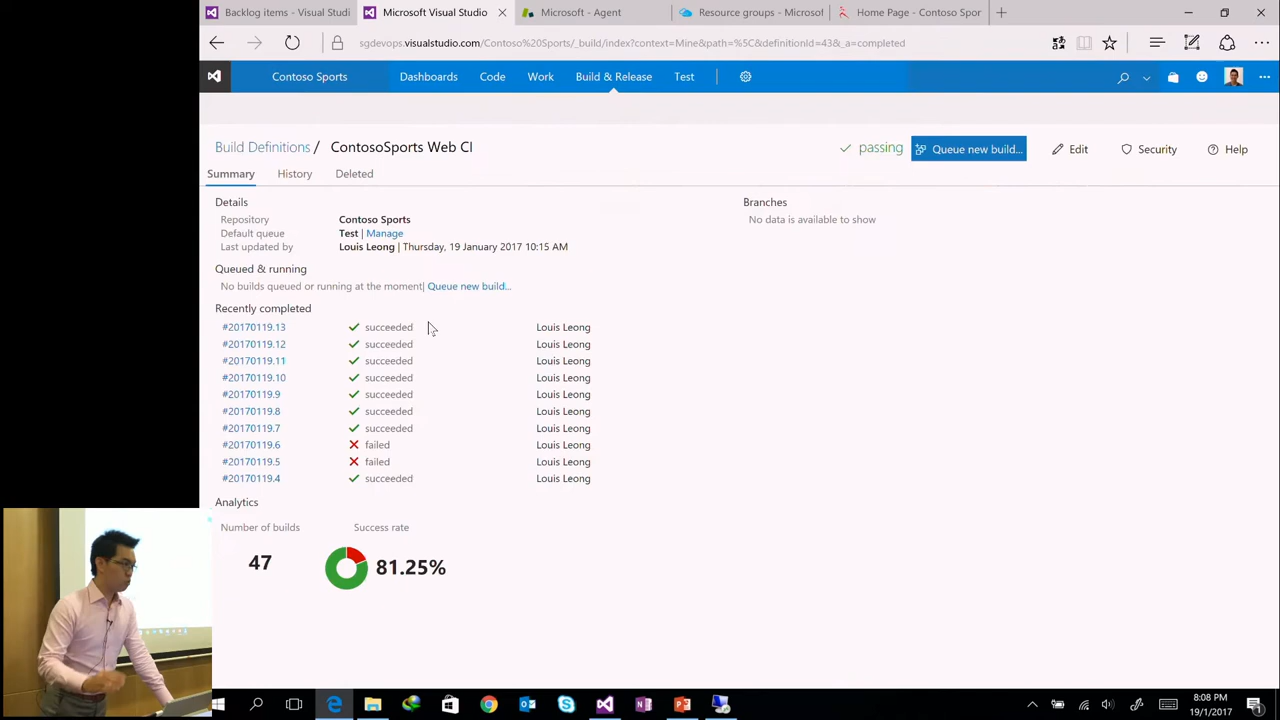 Backlog items - Visual Studi
Microsoft Visual Studio
Microsoft - Agent
Resource groups - Microsof
Home Page - Contoso Spor
sgdevops.visualstudio.com/Contoso%20Sports/_build/index?context=Mine&path=%5C&definitionId=43&_a=completed
Contoso Sports
Dashboards
Code
Work
Build & Release
Test
Build Definitions / ContosoSports Web CI
passing
Queue new build...
Edit
Security
Help
Summary
History
Deleted
Details
Repository Contoso Sports
Default queue Test | Manage
Last updated by Louis Leong | Thursday, 19 January 2017 10:15 AM
Branches
No data is available to show
Queued & running
No builds queued or running at the moment| Queue new build...
Recently completed
#20170119.13 succeeded Louis Leong
#20170119.12 succeeded Louis Leong
#20170119.11 succeeded Louis Leong
#20170119.10 succeeded Louis Leong
#20170119.9 succeeded Louis Leong
#20170119.8 succeeded Louis Leong
#20170119.7 succeeded Louis Leong
#20170119.6 failed Louis Leong
#20170119.5 failed Louis Leong
#20170119.4 succeeded Louis Leong
Analytics
Number of builds Success rate
47 81.25%
8:08 PM
19/1/2017